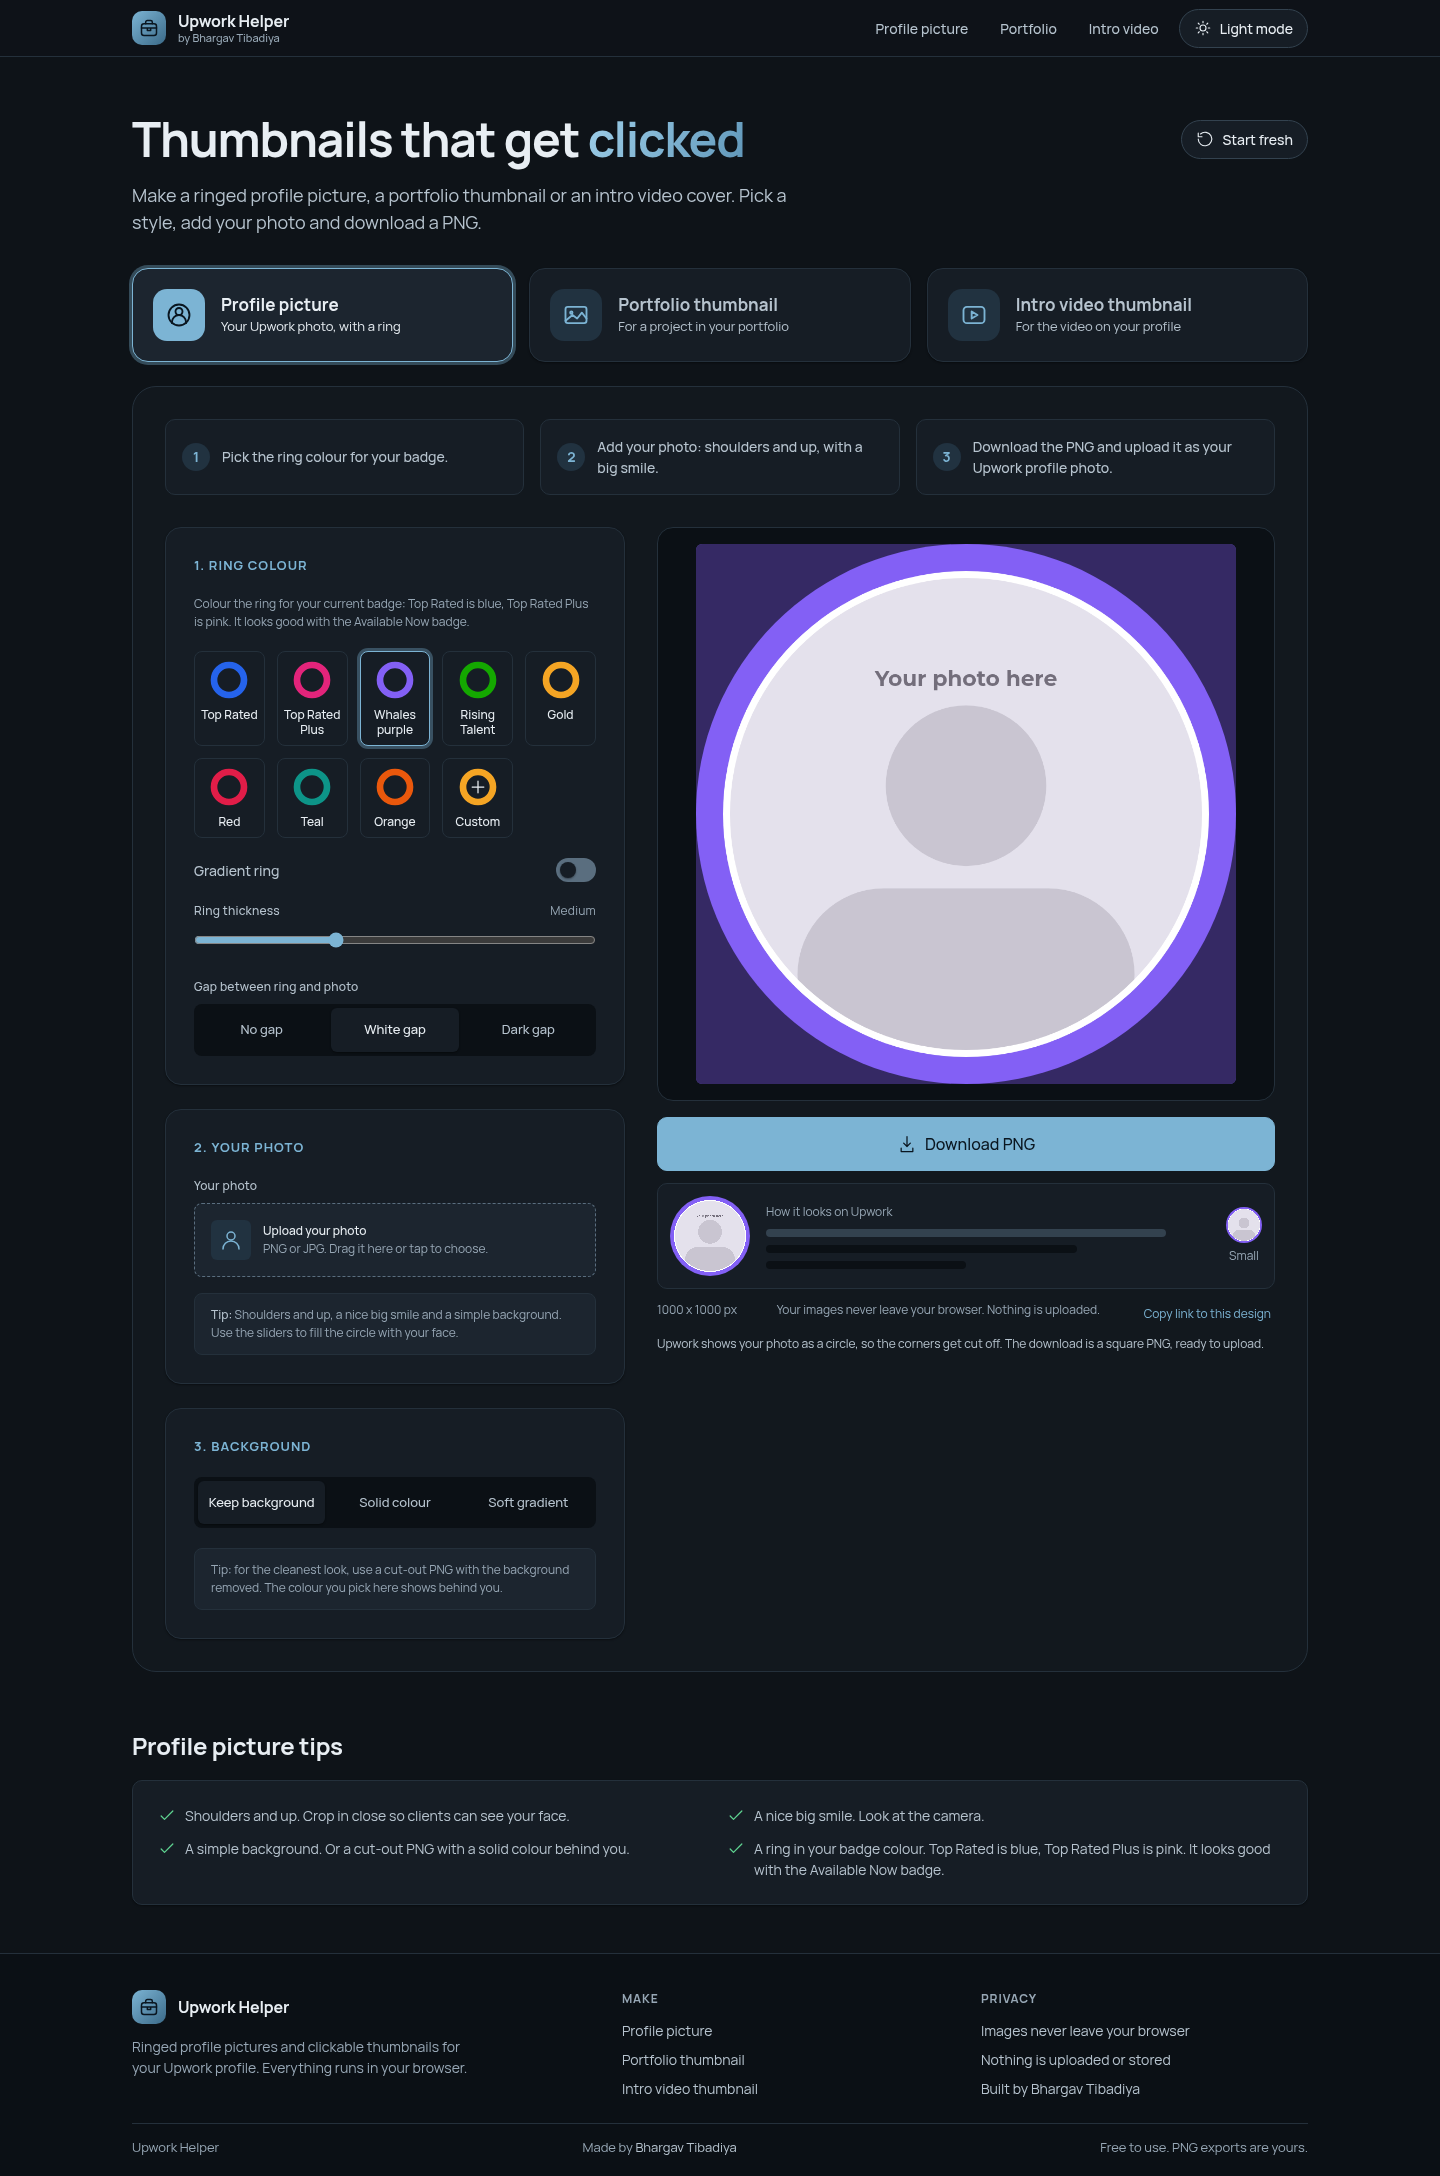 Upwork Helper
by Bhargav Tibadiya
Profile picture
Portfolio
Intro video
Light mode
Thumbnails that get clicked
Start fresh
Make a ringed profile picture, a portfolio thumbnail or an intro video cover. Pick a
style, add your photo and download a PNG.
Profile picture
Your Upwork photo, with a ring
Portfolio thumbnail
For a project in your portfolio
Intro video thumbnail
For the video on your profile
1
Pick the ring colour for your badge.
2
Add your photo: shoulders and up, with a
big smile.
3
Download the PNG and upload it as your
Upwork profile photo.
1. RING COLOUR
Colour the ring for your current badge: Top Rated is blue, Top Rated Plus
is pink. It looks good with the Available Now badge.
Top Rated
Top Rated
Plus
Whales
purple
Rising
Talent
Gold
Red
Teal
Orange
Custom
Gradient ring
Ring thickness
Medium
Gap between ring and photo
No gap
White gap
Dark gap
2. YOUR PHOTO
Your photo
Upload your photo
PNG or JPG. Drag it here or tap to choose.
Tip: Shoulders and up, a nice big smile and a simple background.
Use the sliders to fill the circle with your face.
3. BACKGROUND
Keep background
Solid colour
Soft gradient
Tip: for the cleanest look, use a cut-out PNG with the background
removed. The colour you pick here shows behind you.
Your photo here
Download PNG
How it looks on Upwork
Small
1000 x 1000 px
Your images never leave your browser. Nothing is uploaded.
Copy link to this design
Upwork shows your photo as a circle, so the corners get cut off. The download is a square PNG, ready to upload.
Profile picture tips
Shoulders and up. Crop in close so clients can see your face.
A nice big smile. Look at the camera.
A simple background. Or a cut-out PNG with a solid colour behind you.
A ring in your badge colour. Top Rated is blue, Top Rated Plus is pink. It looks good
with the Available Now badge.
Upwork Helper
Ringed profile pictures and clickable thumbnails for
your Upwork profile. Everything runs in your browser.
MAKE
Profile picture
Portfolio thumbnail
Intro video thumbnail
PRIVACY
Images never leave your browser
Nothing is uploaded or stored
Built by Bhargav Tibadiya
Upwork Helper
Made by Bhargav Tibadiya
Free to use. PNG exports are yours.